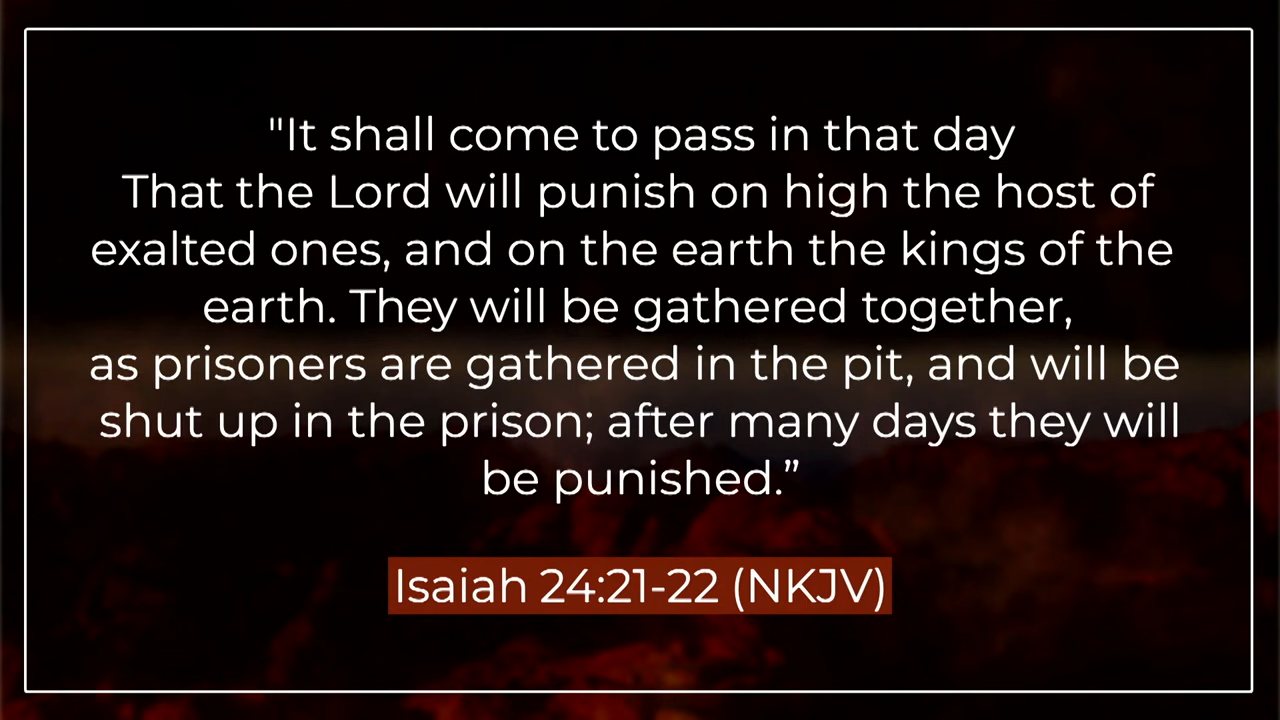 "It shall come to pass in that day
That the Lord will punish on high the host of
exalted ones, and on the earth the kings of the
earth. They will be gathered together,
as prisoners are gathered in the pit, and will be
shut up in the prison; after many days they will
be punished.”
Isaiah 24:21-22 (NKJV)